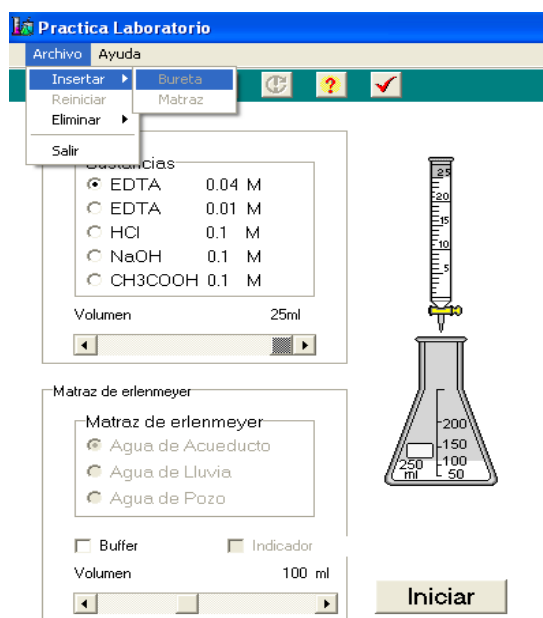 Practica Laboratorio
Archivo Ayuda
Insertar Bureta
Reiniciar Matraz
Eliminar
Salir
Sustancias
EDTA 0.04 M
EDTA 0.01 M
HCl 0.1 M
NaOH 0.1 M
CH3COOH 0.1 M
Volumen 25ml
25
20
15
10
5
Matraz de erlenmeyer
Matraz de erlenmeyer
Agua de Acueducto
Agua de Lluvia
Agua de Pozo
Buffer Indicador
Volumen 100 ml
200
150
100
50
250
ml
Iniciar